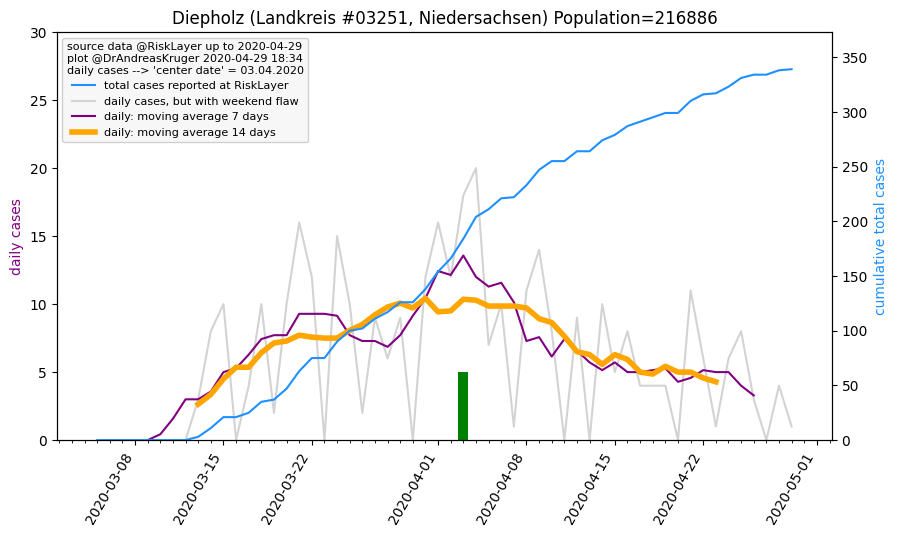 Diepholz (Landkreis #03251, Niedersachsen) Population=216886
source data @RiskLayer up to 2020-04-29
plot @DrAndreasKruger 2020-04-29 18:34
daily cases --> 'center date' = 03.04.2020
total cases reported at RiskLayer
daily cases, but with weekend flaw
daily: moving average 7 days
daily: moving average 14 days
daily cases
30
25
20
15
10
5
0
cumulative total cases
350
300
250
200
150
100
50
0
2020-03-08
2020-03-15
2020-03-22
2020-04-01
2020-04-08
2020-04-15
2020-04-22
2020-05-01